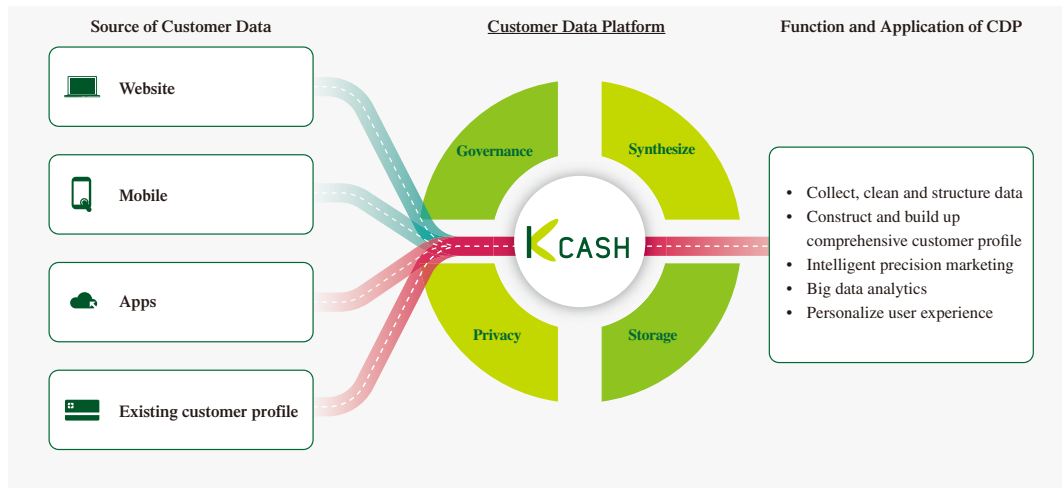 Source of Customer Data
Customer Data Platform
Function and Application of CDP
Website
Mobile
Apps
Existing customer profile
Governance
Synthesize
K CASH
Privacy
Storage
• Collect, clean and structure data
• Construct and build up
comprehensive customer profile
• Intelligent precision marketing
• Big data analytics
• Personalize user experience